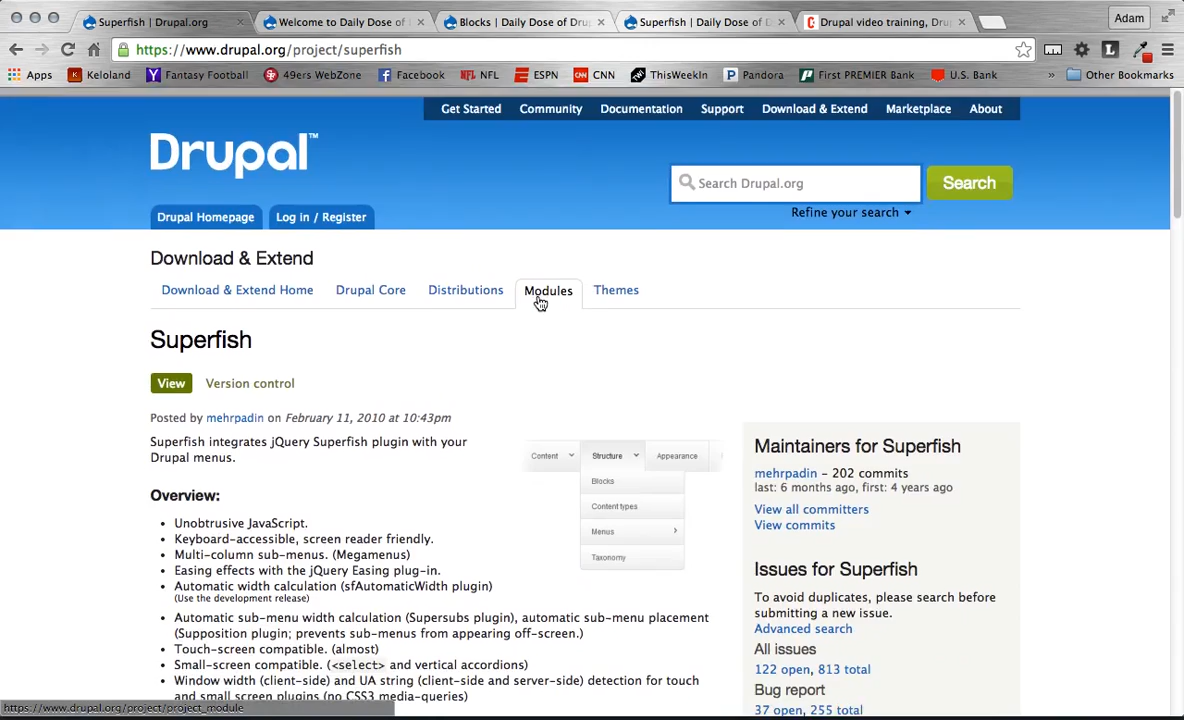 Superfish | Drupal.org
Welcome to Daily Dose of
Blocks | Daily Dose of Dru
Superfish | Daily Dose of D
Drupal video training, Dru
Adam
https://www.drupal.org/project/superfish
Apps
Keloland
Fantasy Football
49ers WebZone
Facebook
NFL
ESPN
CNN
ThisWeekIn
Pandora
First PREMIER Bank
U.S. Bank
»
Other Bookmarks
Get Started Community Documentation Support Download & Extend Marketplace About
Drupal™
Search Drupal.org
Search
Refine your search
Drupal Homepage
Log in / Register
Download & Extend
Download & Extend Home Drupal Core Distributions Modules Themes
Superfish
View Version control
Posted by mehrpadin on February 11, 2010 at 10:43pm
Superfish integrates jQuery Superfish plugin with your
Drupal menus.
Content Structure Appearance
Blocks
Content types
Menus
Taxonomy
Overview:
• Unobtrusive JavaScript.
• Keyboard-accessible, screen reader friendly.
• Multi-column sub-menus. (Megamenus)
• Easing effects with the jQuery Easing plug-in.
• Automatic width calculation (sfAutomaticWidth plugin)
(Use the development release)
• Automatic sub-menu width calculation (Supersubs plugin), automatic sub-menu placement
(Supposition plugin; prevents sub-menus from appearing off-screen.)
• Touch-screen compatible. (almost)
• Small-screen compatible. (<select> and vertical accordions)
• Window width (client-side) and UA string (client-side and server-side) detection for touch
and small screen plugins (no CSS3 media-queries)
Maintainers for Superfish
mehrpadin – 202 commits
last: 6 months ago, first: 4 years ago
View all committers
View commits
Issues for Superfish
To avoid duplicates, please search before
submitting a new issue.
Advanced search
All issues
122 open, 813 total
Bug report
37 open, 255 total
https://www.drupal.org/project/project_module